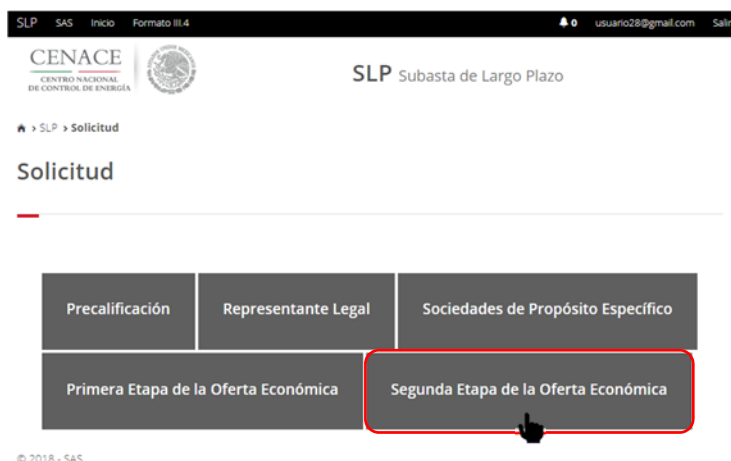 SLP SAS Inicio Formato III.4 0 usuario28@gmail.com Salir
CENACE
CENTRO NACIONAL
DE CONTROL DE ENERGÍA
SLP Subasta de Largo Plazo
> SLP > Solicitud
Solicitud
Precalificación Representante Legal Sociedades de Propósito Específico
Primera Etapa de la Oferta Económica Segunda Etapa de la Oferta Económica
© 2018 - SAS